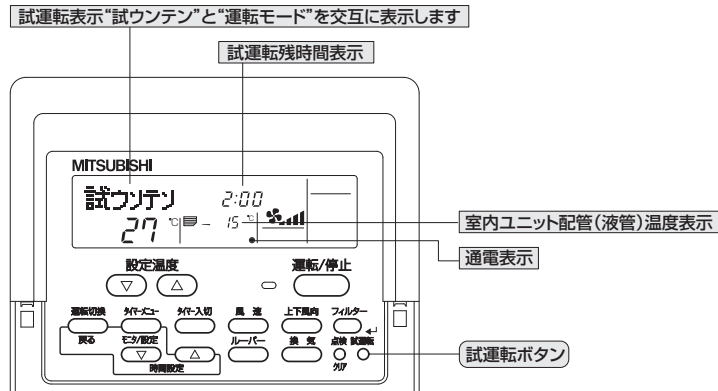 試運転表示“試ウンテン”と“運転モード”を交互に表示します
試運転残時間表示
MITSUBISHI
試ウンテン 2:00
27 ℃ − 15 ℃
室内ユニット配管(液管)温度表示
通電表示
設定温度 運転/停止
▽ △
運転切換 タイマーメニュー タイマー入切 風 速 上下風向 フィルター
戻る モニタ/設定 ルーバー 換 気 点検 試運転
▽ △ クリア
時間設定
試運転ボタン